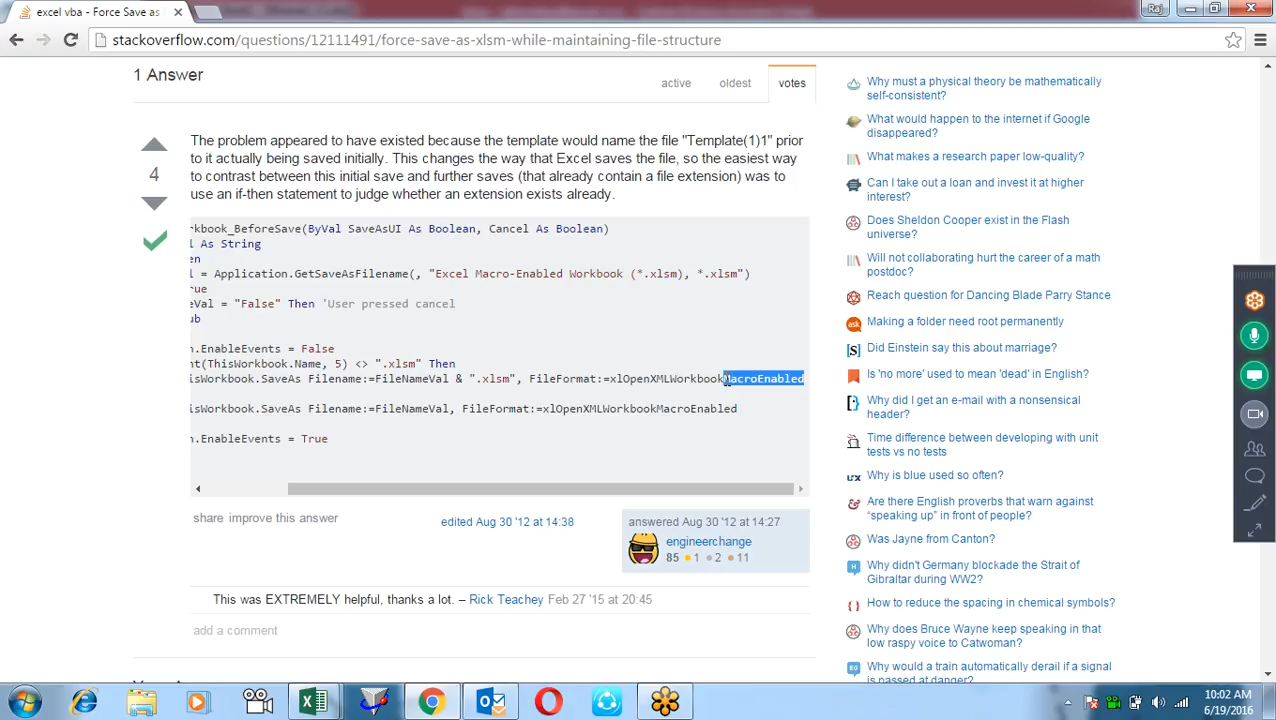 excel vba - Force Save as
Raj
stackoverflow.com/questions/12111491/force-save-as-xlsm-while-maintaining-file-structure
1 Answer
active
oldest
votes
4
The problem appeared to have existed because the template would name the file "Template(1)1" prior
to it actually being saved initially. This changes the way that Excel saves the file, so the easiest way
to contrast between this initial save and further saves (that already contain a file extension) was to
use an if-then statement to judge whether an extension exists already.
rkbook_BeforeSave(ByVal SaveAsUI As Boolean, Cancel As Boolean)
l As String
en
l = Application.GetSaveAsFilename(, "Excel Macro-Enabled Workbook (*.xlsm), *.xlsm")
rue
eVal = "False" Then 'User pressed cancel
ub
n.EnableEvents = False
nt(ThisWorkbook.Name, 5) <> ".xlsm" Then
isWorkbook.SaveAs Filename:=FileNameVal & ".xlsm", FileFormat:=xlOpenXMLWorkbookMacroEnabled
isWorkbook.SaveAs Filename:=FileNameVal, FileFormat:=xlOpenXMLWorkbookMacroEnabled
n.EnableEvents = True
share improve this answer
edited Aug 30 '12 at 14:38
answered Aug 30 '12 at 14:27
engineerchange
85 1 2 11
This was EXTREMELY helpful, thanks a lot. – Rick Teachey Feb 27 '15 at 20:45
add a comment
Why must a physical theory be mathematically
self-consistent?
What would happen to the internet if Google
disappeared?
What makes a research paper low-quality?
Can I take out a loan and invest it at higher
interest?
Does Sheldon Cooper exist in the Flash
universe?
Will not collaborating hurt the career of a math
postdoc?
Reach question for Dancing Blade Parry Stance
ask
Making a folder need root permanently
Did Einstein say this about marriage?
Is 'no more' used to mean 'dead' in English?
Why did I get an e-mail with a nonsensical
header?
Time difference between developing with unit
tests vs no tests
Why is blue used so often?
Are there English proverbs that warn against
"speaking up" in front of people?
Was Jayne from Canton?
Why didn't Germany blockade the Strait of
Gibraltar during WW2?
How to reduce the spacing in chemical symbols?
Why does Bruce Wayne keep speaking in that
low raspy voice to Catwoman?
Why would a train automatically derail if a signal
is passed at danger?
10:02 AM
6/19/2016